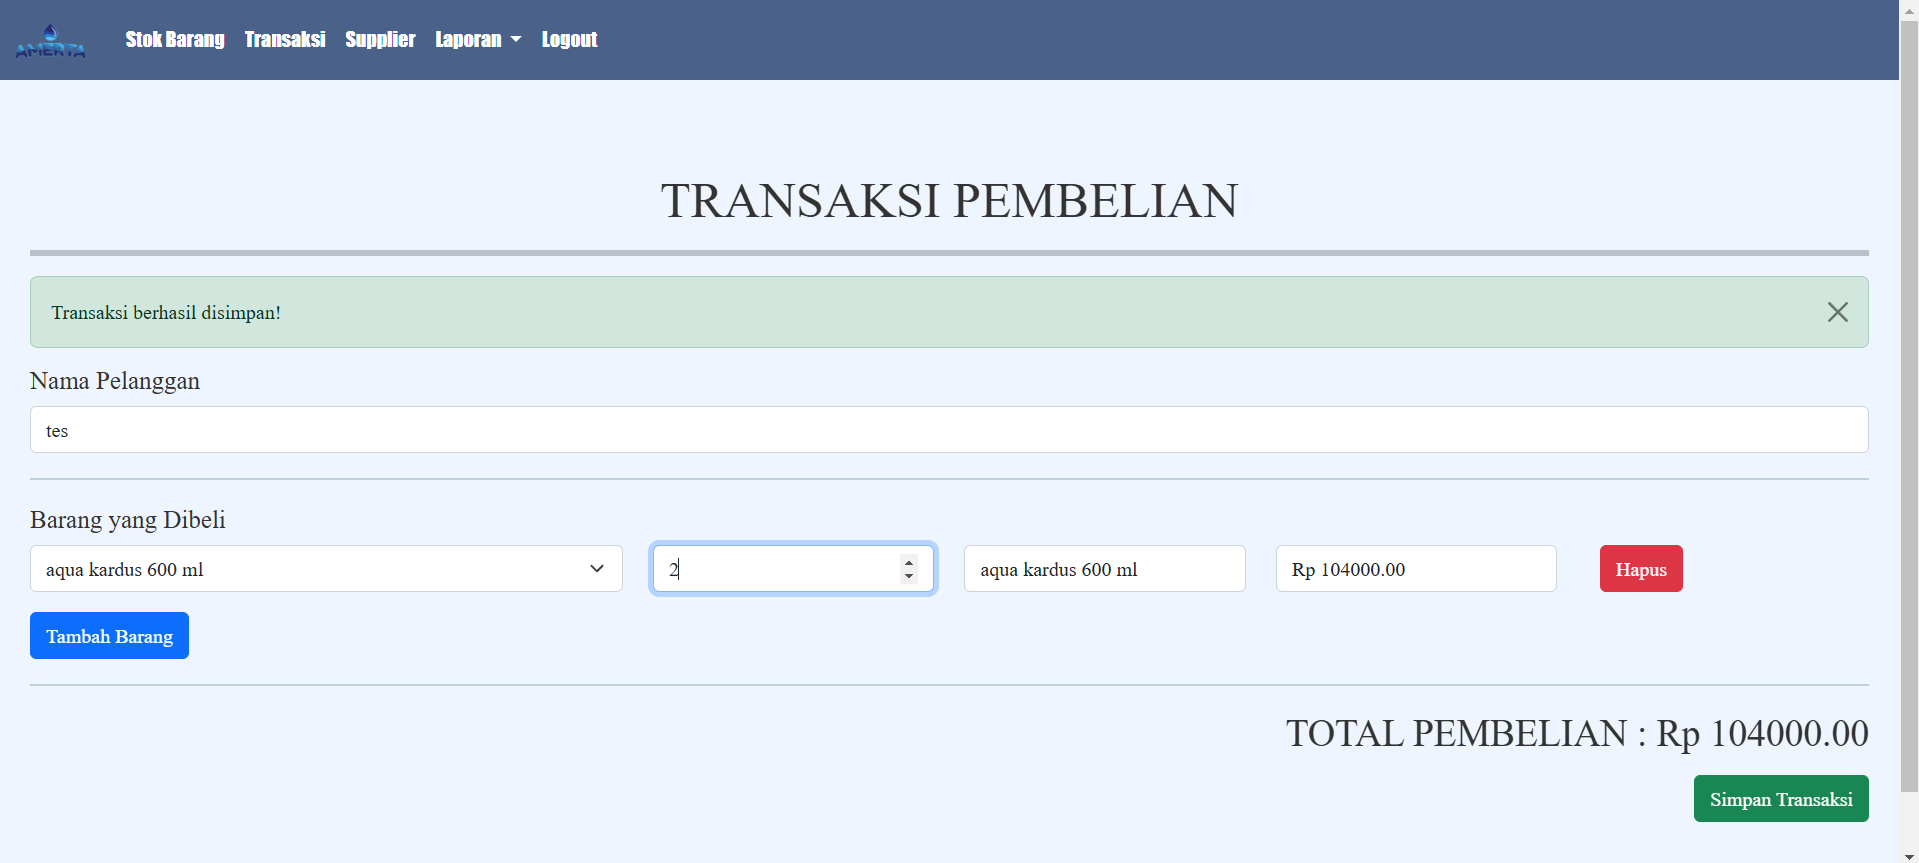 AMERTA
Stok Barang Transaksi Supplier Laporan Logout
TRANSAKSI PEMBELIAN
Transaksi berhasil disimpan!
Nama Pelanggan
tes
Barang yang Dibeli
aqua kardus 600 ml 2 aqua kardus 600 ml Rp 104000.00 Hapus
Tambah Barang
TOTAL PEMBELIAN : Rp 104000.00
Simpan Transaksi